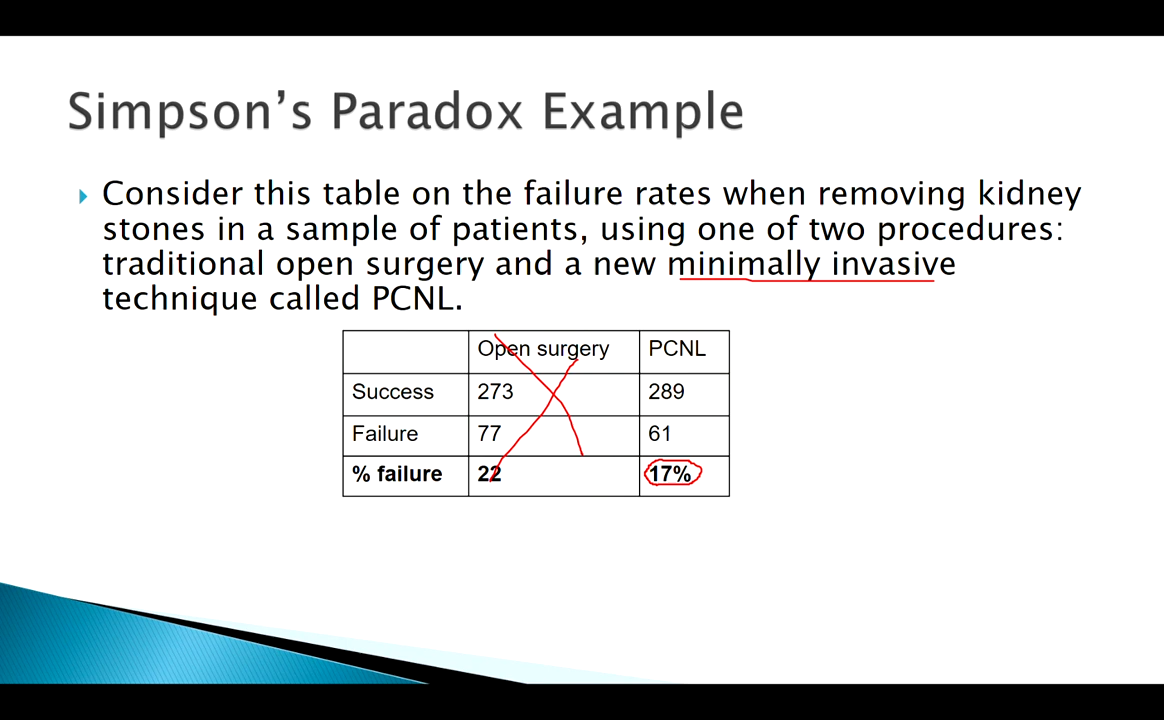 Simpson's Paradox Example
Consider this table on the failure rates when removing kidney
stones in a sample of patients, using one of two procedures:
traditional open surgery and a new minimally invasive
technique called PCNL.
Open surgery PCNL
Success 273 289
Failure 77 61
% failure 22 17%